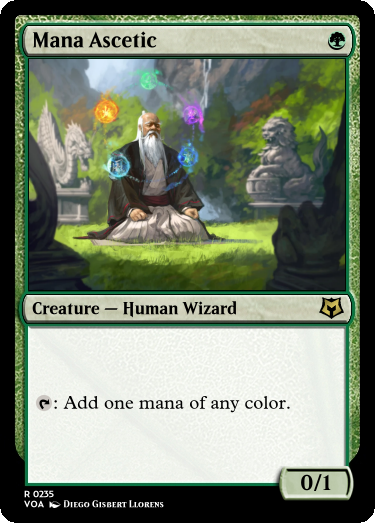 Mana Ascetic
Creature — Human Wizard
: Add one mana of any color.
0/1
R 0235
VOA Diego Gisbert Llorens